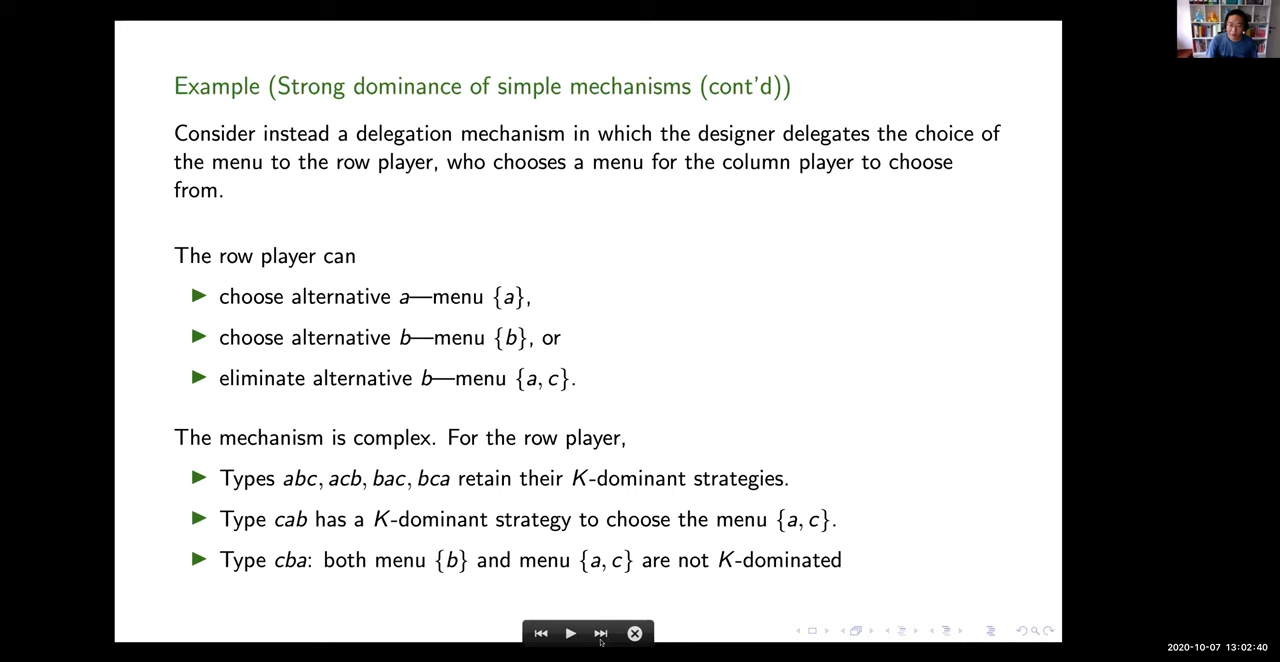 Example (Strong dominance of simple mechanisms (cont'd))
Consider instead a delegation mechanism in which the designer delegates the choice of
the menu to the row player, who chooses a menu for the column player to choose
from.
The row player can
▶ choose alternative a—menu {a},
▶ choose alternative b—menu {b}, or
▶ eliminate alternative b—menu {a, c}.
The mechanism is complex. For the row player,
▶ Types abc, acb, bac, bca retain their K-dominant strategies.
▶ Type cab has a K-dominant strategy to choose the menu {a, c}.
▶ Type cba: both menu {b} and menu {a, c} are not K-dominated
2020-10-07 13:02:40